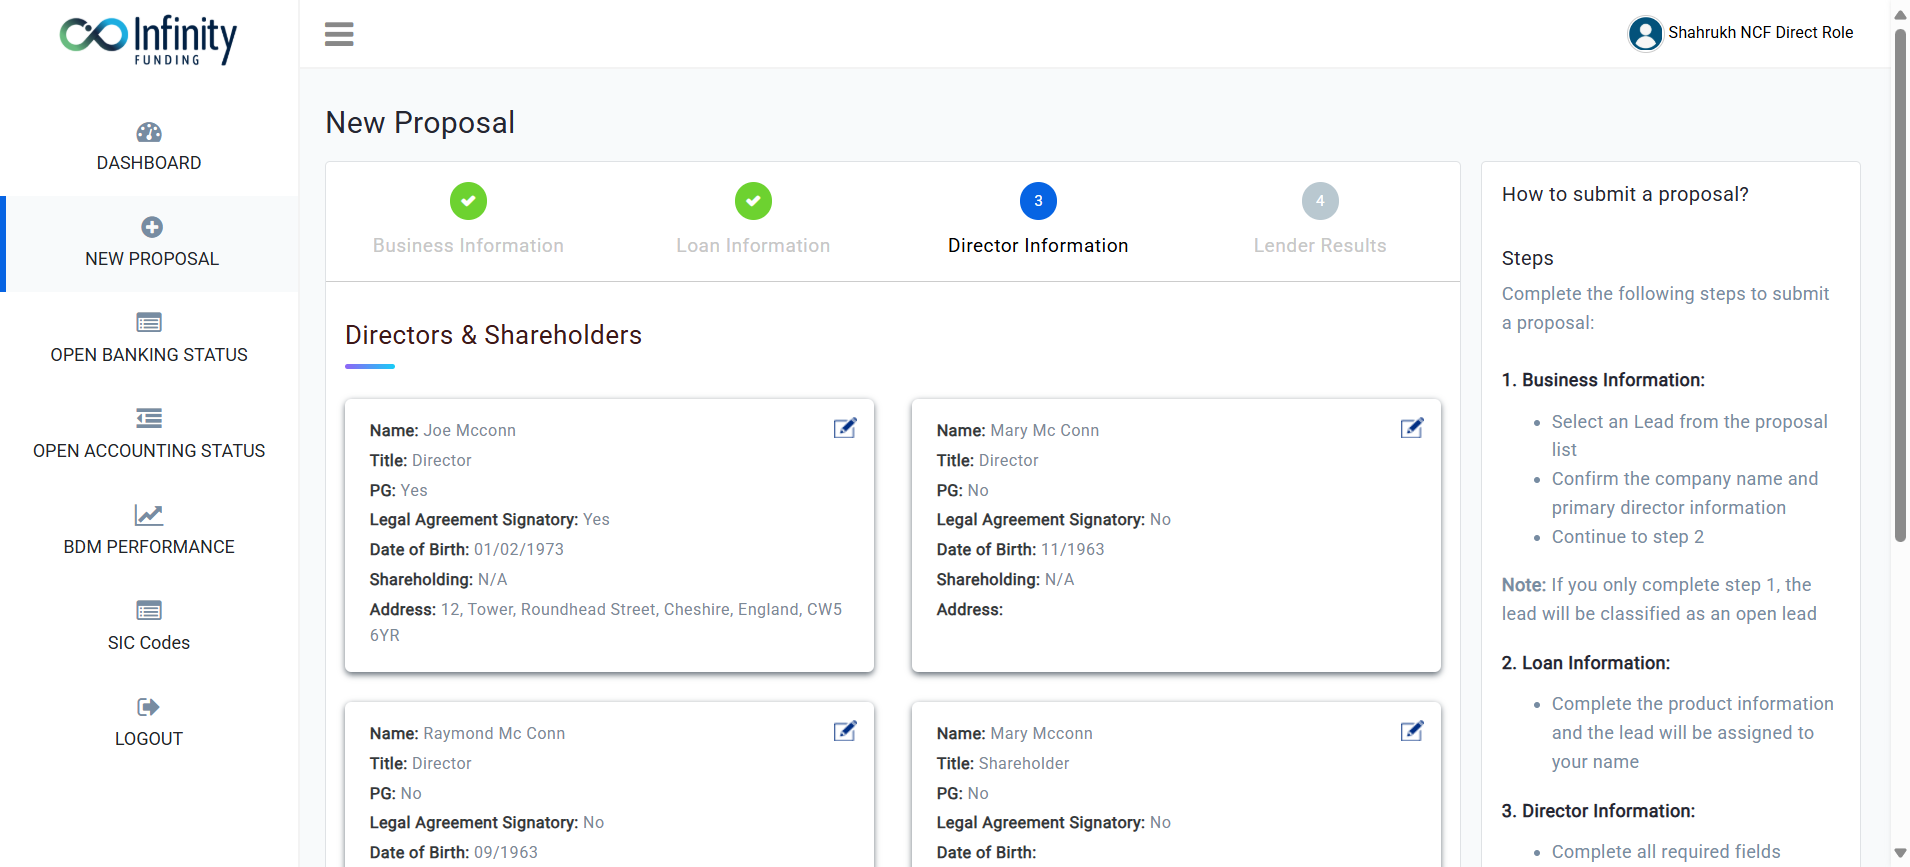 Infinity
FUNDING
Shahrukh NCF Direct Role
DASHBOARD
NEW PROPOSAL
OPEN BANKING STATUS
OPEN ACCOUNTING STATUS
BDM PERFORMANCE
SIC Codes
LOGOUT
New Proposal
Business Information
Loan Information
3
Director Information
4
Lender Results
Directors & Shareholders
Name: Joe Mcconn
Title: Director
PG: Yes
Legal Agreement Signatory: Yes
Date of Birth: 01/02/1973
Shareholding: N/A
Address: 12, Tower, Roundhead Street, Cheshire, England, CW5
6YR
Name: Mary Mc Conn
Title: Director
PG: No
Legal Agreement Signatory: No
Date of Birth: 11/1963
Shareholding: N/A
Address:
Name: Raymond Mc Conn
Title: Director
PG: No
Legal Agreement Signatory: No
Date of Birth: 09/1963
Name: Mary Mcconn
Title: Shareholder
PG: No
Legal Agreement Signatory: No
Date of Birth:
How to submit a proposal?
Steps
Complete the following steps to submit
a proposal:
1. Business Information:
• Select an Lead from the proposal
list
• Confirm the company name and
primary director information
• Continue to step 2
Note: If you only complete step 1, the
lead will be classified as an open lead
2. Loan Information:
• Complete the product information
and the lead will be assigned to
your name
3. Director Information:
• Complete all required fields